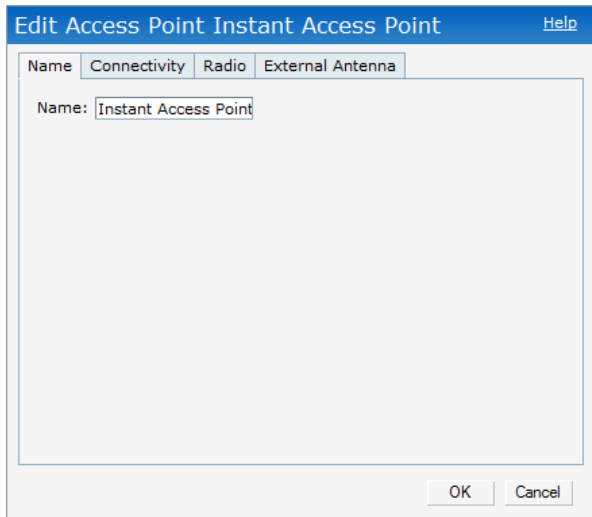 Edit Access Point Instant Access Point
Help
Name
Connectivity
Radio
External Antenna
Name: Instant Access Point
OK
Cancel